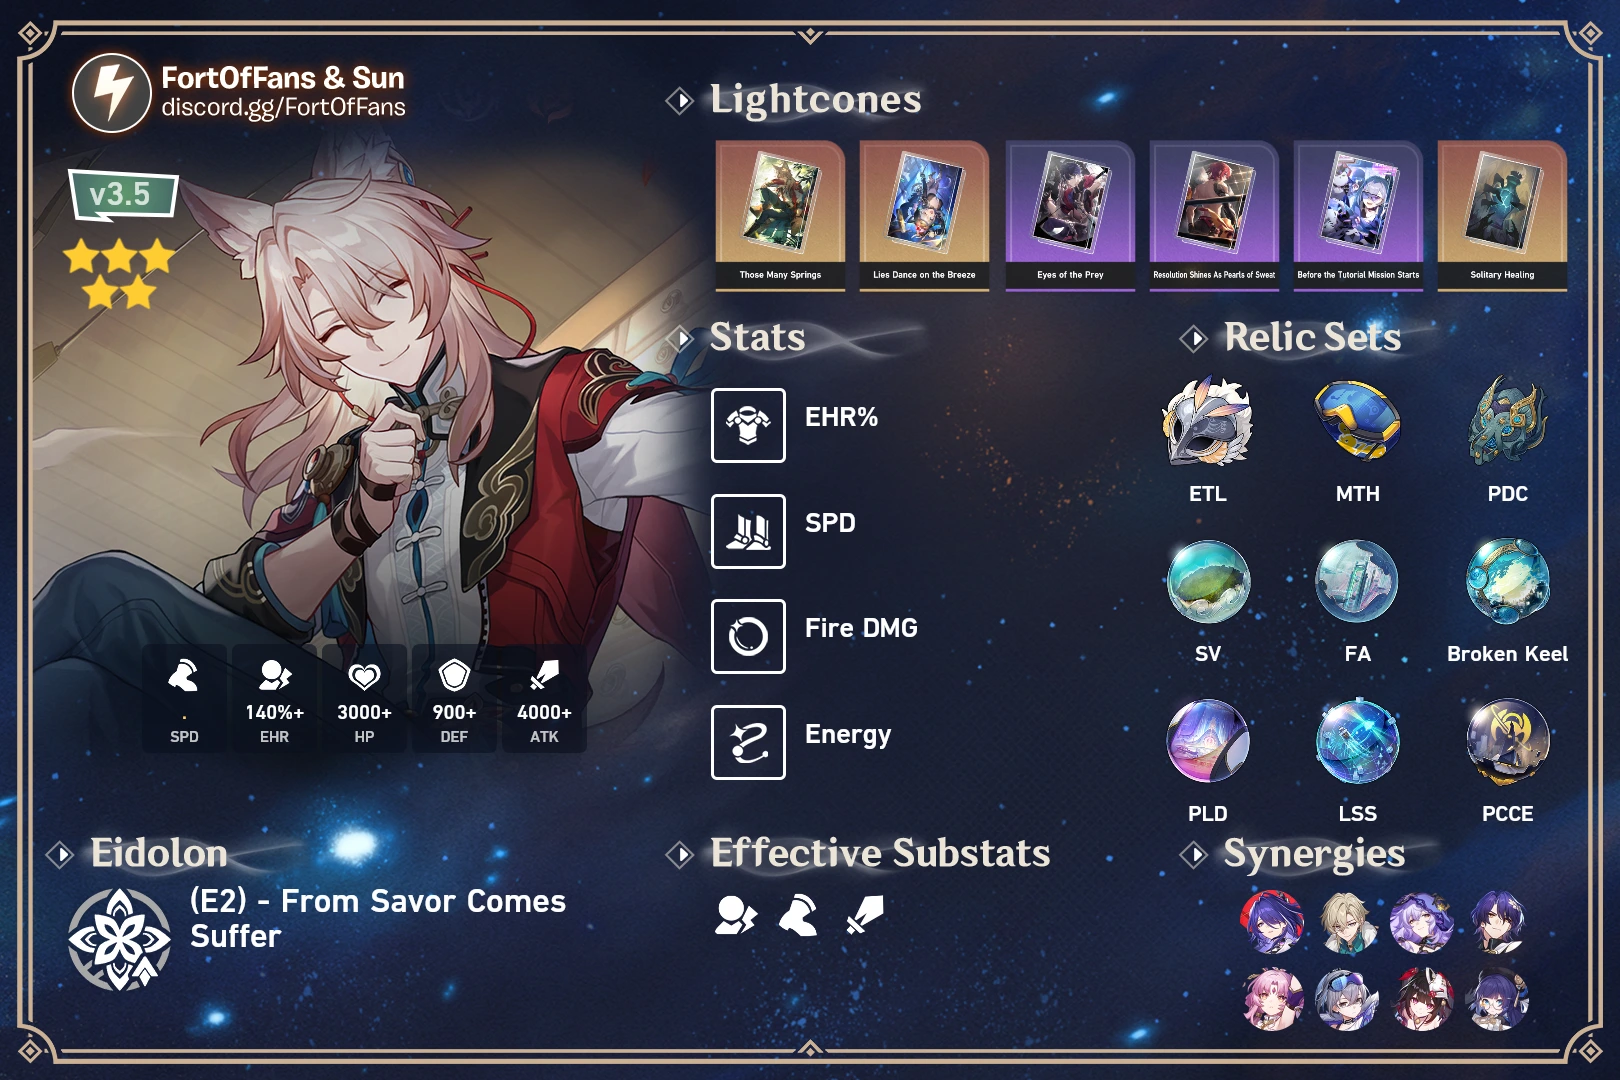 FortOfFans & Sun
discord.gg/FortOfFans
v3.5
Lightcones
Those Many Springs
Lies Dance on the Breeze
Eyes of the Prey
Resolution Shines As Pearls of Sweat
Before the Tutorial Mission Starts
Solitary Healing
Stats
EHR%
SPD
Fire DMG
Energy
Relic Sets
ETL
MTH
PDC
SV
FA
Broken Keel
PLD
LSS
PCCE
.
SPD
140%+
EHR
3000+
HP
900+
DEF
4000+
ATK
Eidolon
(E2) - From Savor Comes
Suffer
Effective Substats
Synergies